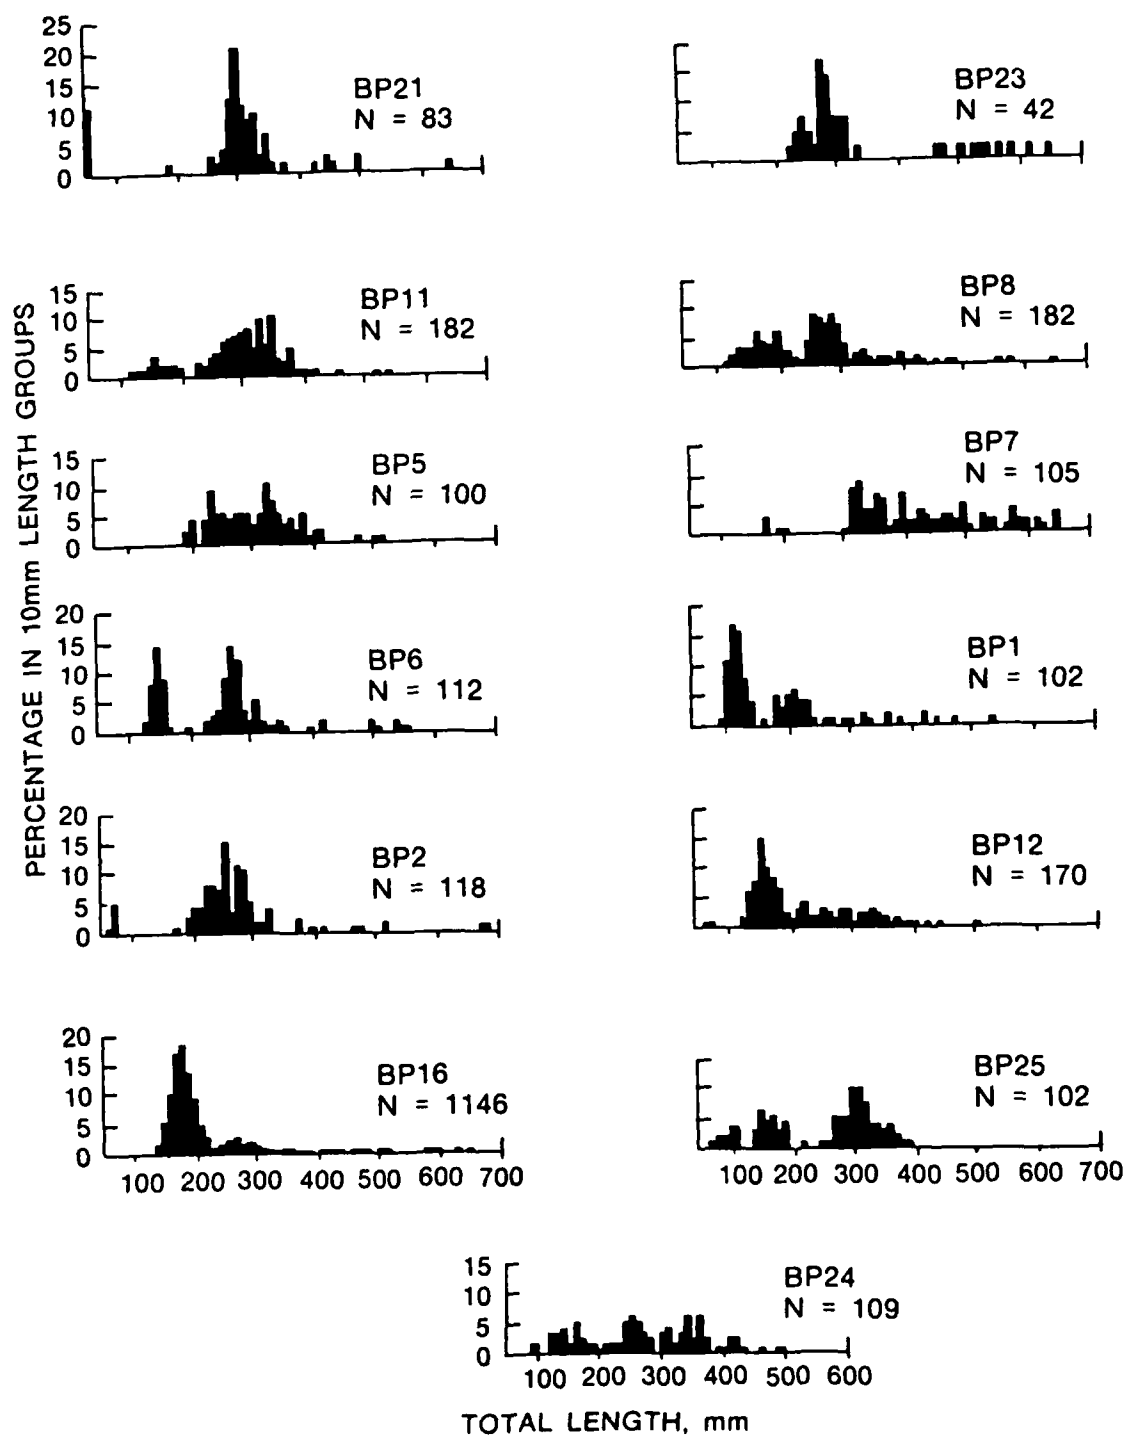 25
20
15
10
5
0
BP21
N = 83
BP23
N = 42
PERCENTAGE IN 10mm LENGTH GROUPS
15
10
5
0
BP11
N = 182
BP8
N = 182
15
10
5
0
BP5
N = 100
BP7
N = 105
20
15
10
5
0
BP6
N = 112
BP1
N = 102
20
15
10
5
0
BP2
N = 118
BP12
N = 170
20
15
10
5
0
BP16
N = 1146
100 200 300 400 500 600 700
BP25
N = 102
100 200 300 400 500 600 700
15
10
5
0
BP24
N = 109
100 200 300 400 500 600
TOTAL LENGTH, mm